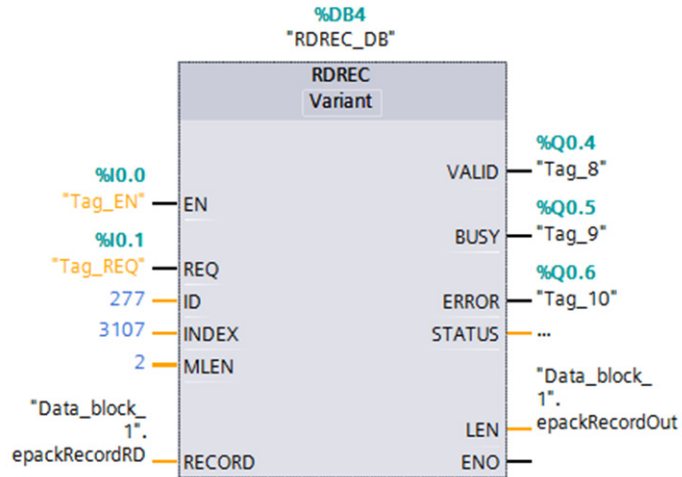 %DB4
"RDREC_DB"
RDREC
Variant
%Q0.4
VALID "Tag_8"
%I0.0
"Tag_EN" EN
%Q0.5
BUSY "Tag_9"
%I0.1
"Tag_REQ" REQ
%Q0.6
277 ID ERROR "Tag_10"
3107 INDEX STATUS ...
2 MLEN
"Data_block_
1".
epackRecordRD RECORD
"Data_block_
1".
LEN epackRecordOut
ENO